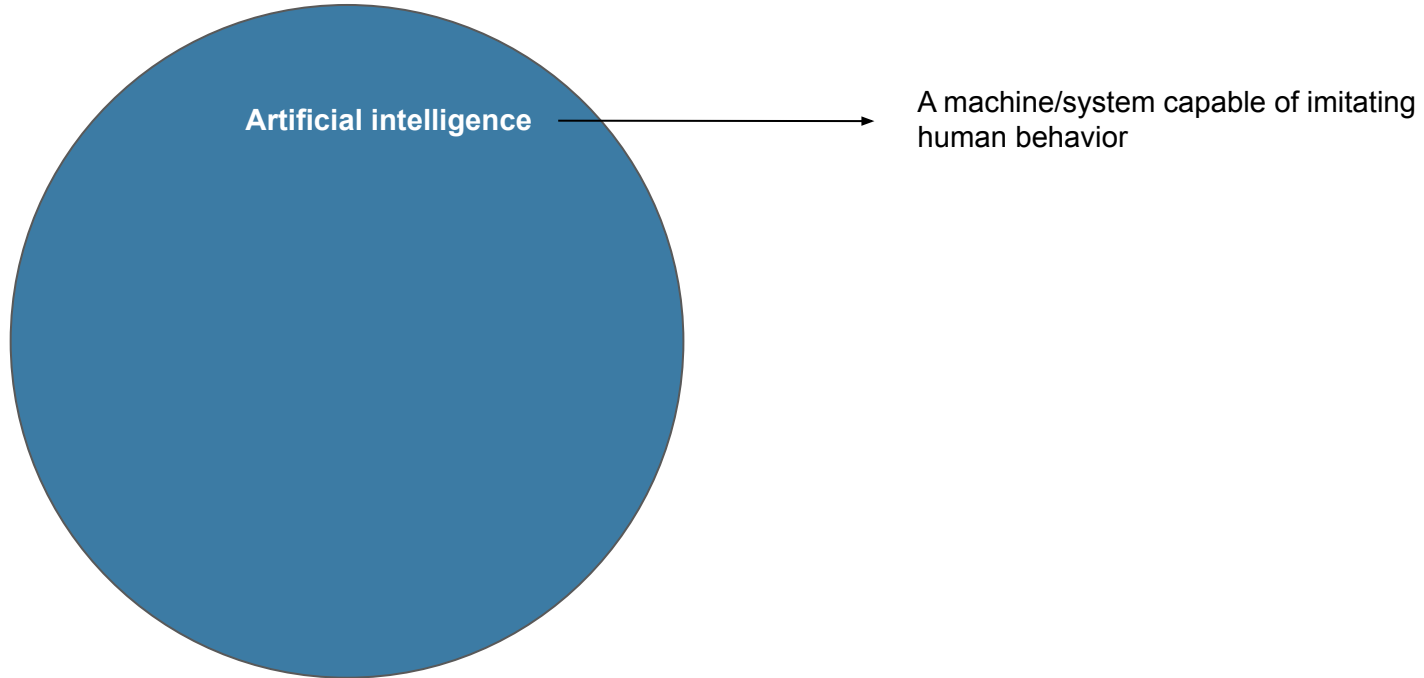 Artificial intelligence
A machine/system capable of imitating
human behavior